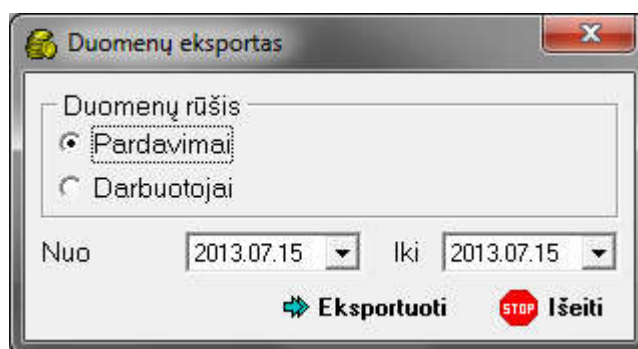 Duomenų eksportas
Duomenų rūšis
Pardavimai
Darbuotojai
Nuo 2013.07.15 Iki 2013.07.15
Eksportuoti STOP Išeiti